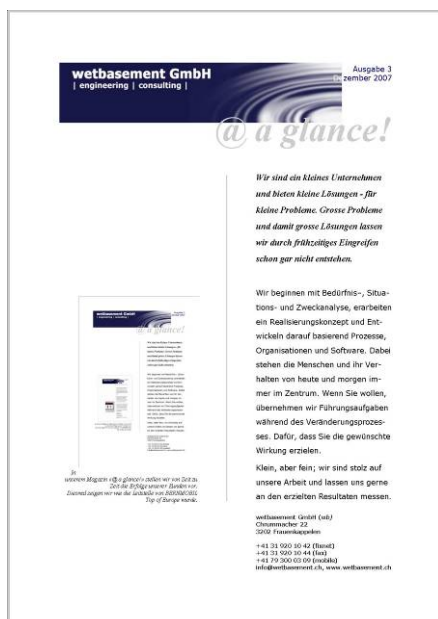 wetbasement GmbH
| engineering | consulting |
Ausgabe 3
Dezember 2007
@ a glance!
Wir sind ein kleines Unternehmen
und bieten kleine Lösungen - für
kleine Probleme. Grosse Probleme
und damit grosse Lösungen lassen
wir durch frühzeitiges Eingreifen
schon gar nicht entstehen.
Wir beginnen mit Bedürfnis-, Situa-
tions- und Zweckanalyse, erarbeiten
ein Realisierungskonzept und Ent-
wickeln darauf basierend Prozesse,
Organisationen und Software. Dabei
stehen die Menschen und ihr Ver-
halten von heute und morgen im-
mer im Zentrum. Wenn Sie wollen,
übernehmen wir Führungsaufgaben
während des Veränderungsprozes-
ses. Dafür, dass Sie die gewünschte
Wirkung erzielen.
Klein, aber fein; wir sind stolz auf
unsere Arbeit und lassen uns gerne
an den erzielten Resultaten messen.
wetbasement GmbH
@ a glance!
In
unserem Magazin «@ a glance!» stellen wir von Zeit zu
Zeit die Erfolge unserer Kunden vor.
Diesmal zeigen wir wie die Leitstelle von BERNMOBIL
Top of Europe wurde.
wetbasement GmbH
Chrummacher 22
3202 Frauenkappelen
+41 31 920 10 42 (fixnet)
+41 31 920 10 44 (fax)
+41 79 300 03 09 (mobile)
info@wetbasement.ch, www.wetbasement.ch